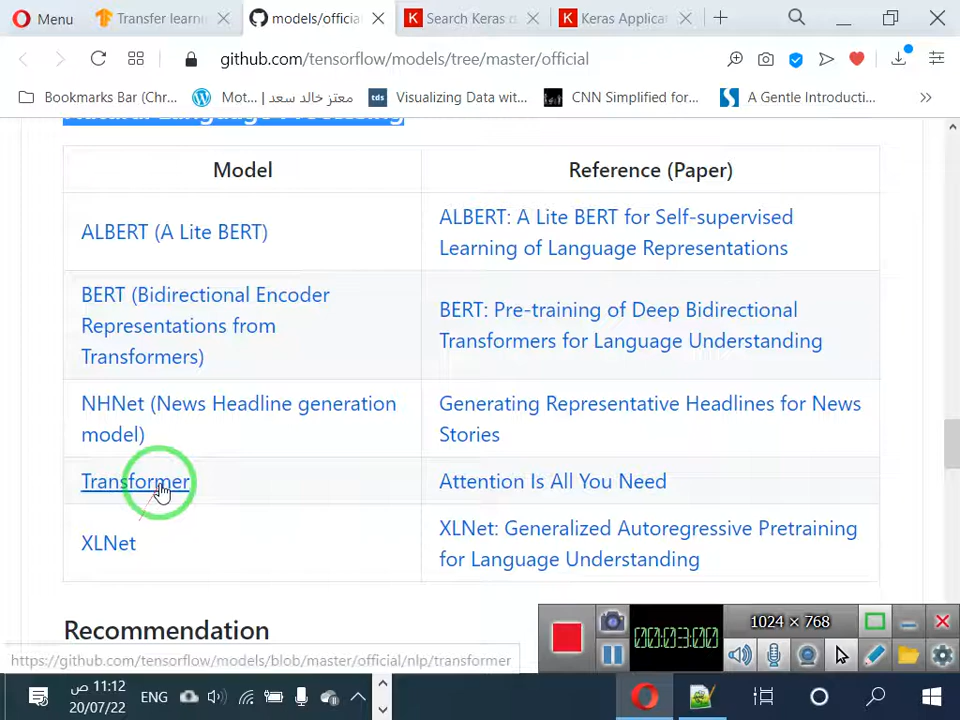 Menu
Transfer learn
models/officia
Search Keras d
Keras Applicat
github.com/tensorflow/models/tree/master/official
Bookmarks Bar (Chr...
Mot... | معتز خالد سعد
tds
Visualizing Data wit...
CNN Simplified for...
A Gentle Introducti...
Natural Language Processing
Model
Reference (Paper)
ALBERT (A Lite BERT)
ALBERT: A Lite BERT for Self-supervised
Learning of Language Representations
BERT (Bidirectional Encoder
Representations from
Transformers)
BERT: Pre-training of Deep Bidirectional
Transformers for Language Understanding
NHNet (News Headline generation
model)
Generating Representative Headlines for News
Stories
Transformer
Attention Is All You Need
XLNet
XLNet: Generalized Autoregressive Pretraining
for Language Understanding
Recommendation
00:03:00
1024 × 768
https://github.com/tensorflow/models/blob/master/official/nlp/transformer
11:12 ص
ENG
20/07/22